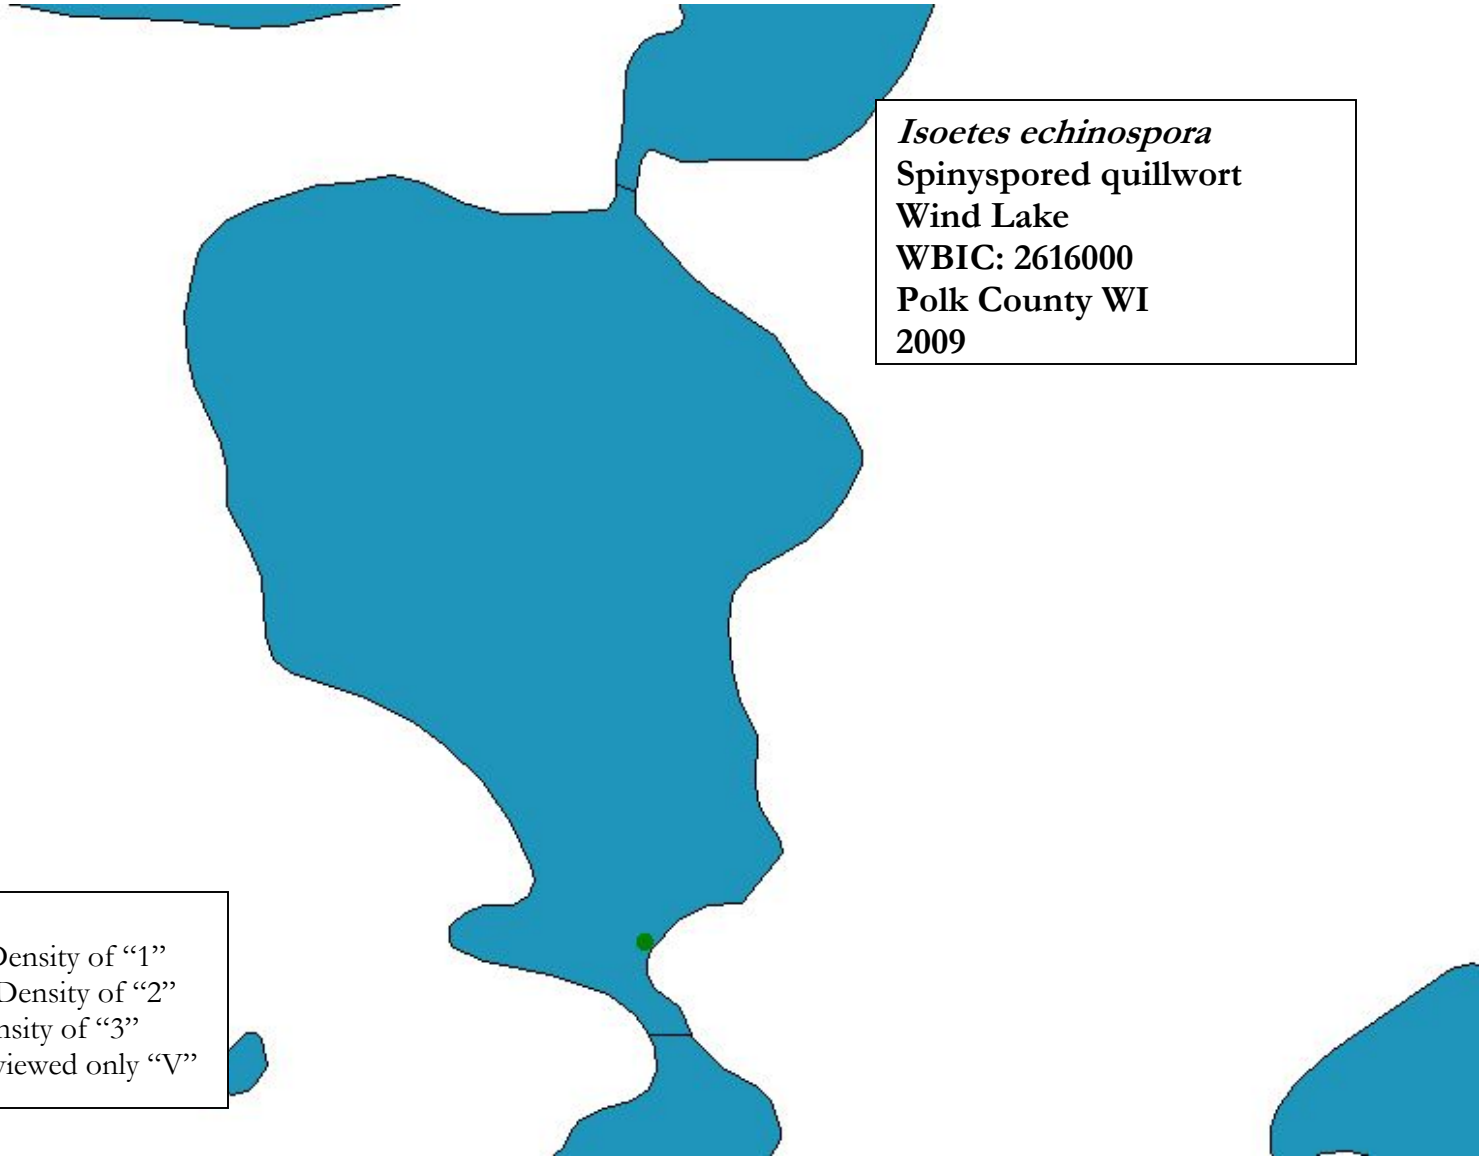 Isoetes echinospora
Spinyspored quillwort
Wind Lake
WBIC: 2616000
Polk County WI
2009
Density of “1”
Density of “2”
of “3”
viewed only “V”